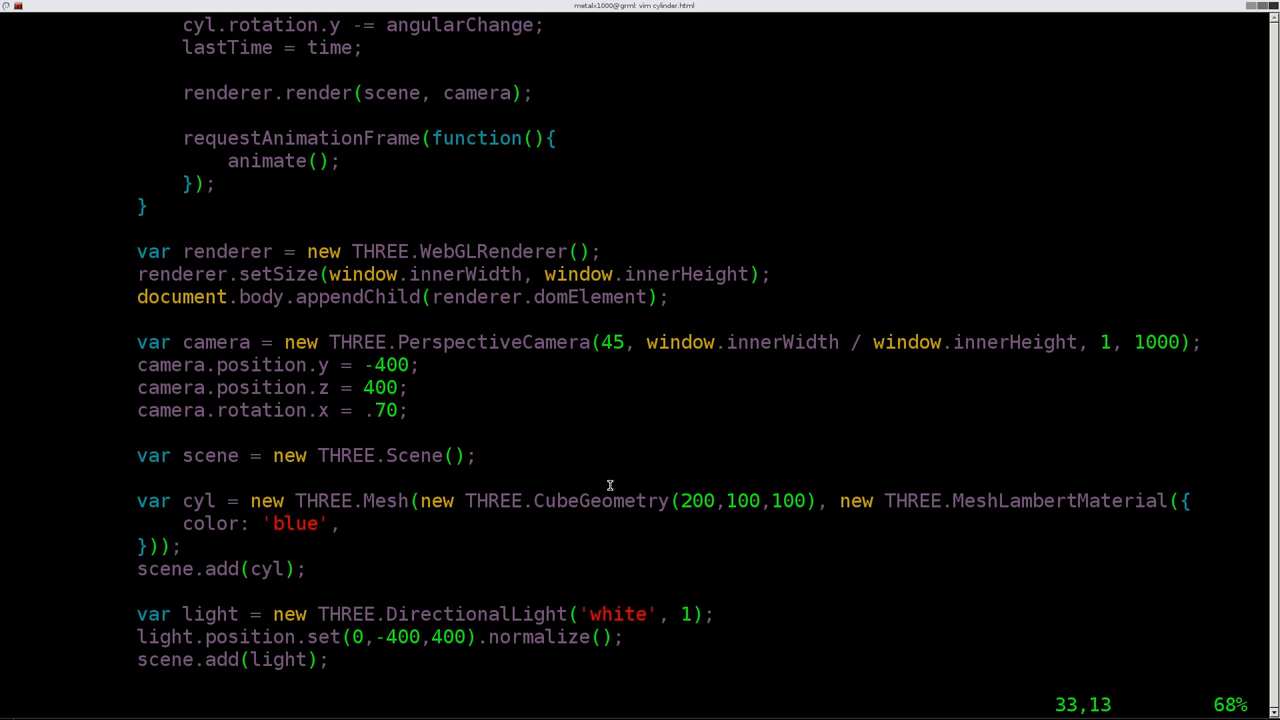 metalx1000@grml: vim cylinder.html
cyl.rotation.y -= angularChange;
lastTime = time;
renderer.render(scene, camera);
requestAnimationFrame(function(){
animate();
});
}
var renderer = new THREE.WebGLRenderer();
renderer.setSize(window.innerWidth, window.innerHeight);
document.body.appendChild(renderer.domElement);
var camera = new THREE.PerspectiveCamera(45, window.innerWidth / window.innerHeight, 1, 1000);
camera.position.y = -400;
camera.position.z = 400;
camera.rotation.x = .70;
var scene = new THREE.Scene();
var cyl = new THREE.Mesh(new THREE.CubeGeometry(200,100,100), new THREE.MeshLambertMaterial({
color: 'blue',
}));
scene.add(cyl);
var light = new THREE.DirectionalLight('white', 1);
light.position.set(0,-400,400).normalize();
scene.add(light);
33,13 68%